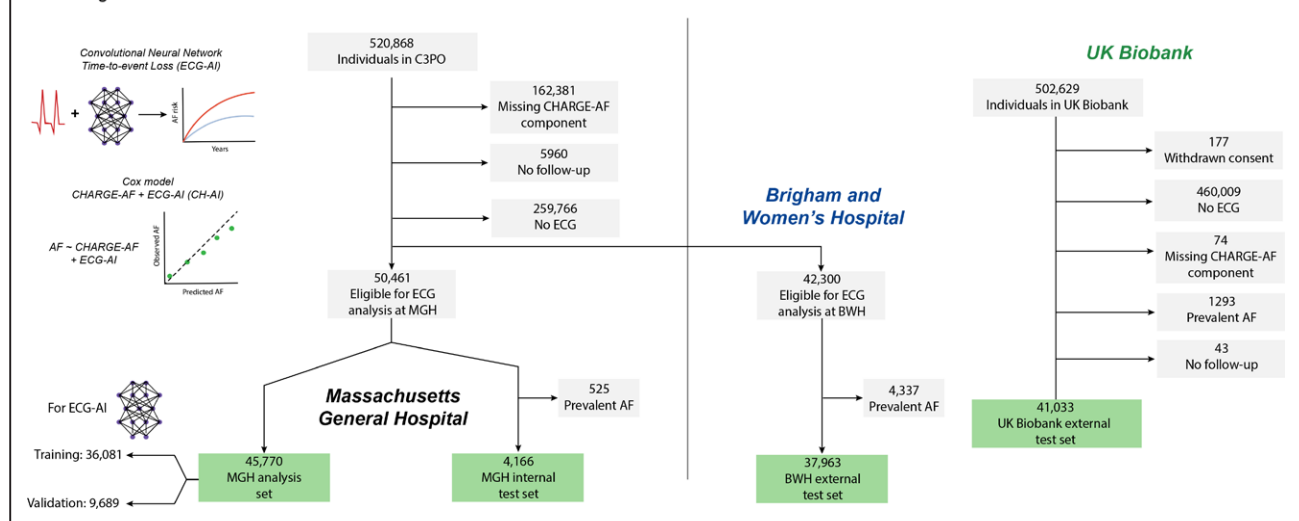 Convolutional Neural Network
Time-to-event Loss (ECG-AI)
+
AF risk
Years
Cox model
CHARGE-AF + ECG-AI (CH-AI)
AF ~ CHARGE-AF
+ ECG-AI
Observed AF
Predicted AF
For ECG-AI
Training: 36,081
Validation: 9,689
520,868
Individuals in C3PO
162,381
Missing CHARGE-AF
component
5960
No follow-up
259,766
No ECG
50,461
Eligible for ECG
analysis at MGH
Massachusetts
General Hospital
525
Prevalent AF
45,770
MGH analysis
set
4,166
MGH internal
test set
Brigham and
Women's Hospital
42,300
Eligible for ECG
analysis at BWH
4,337
Prevalent AF
37,963
BWH external
test set
UK Biobank
502,629
Individuals in UK Biobank
177
Withdrawn consent
460,009
No ECG
74
Missing CHARGE-AF
component
1293
Prevalent AF
43
No follow-up
41,033
UK Biobank external
test set